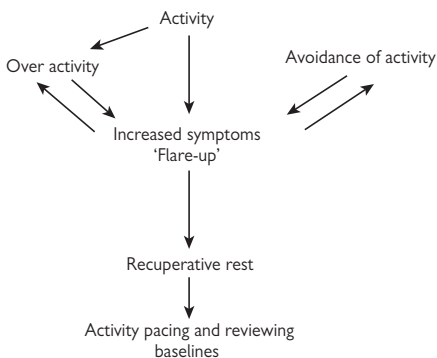 Activity
Over activity
Avoidance of activity
Increased symptoms
‘Flare-up’
Recuperative rest
Activity pacing and reviewing
baselines